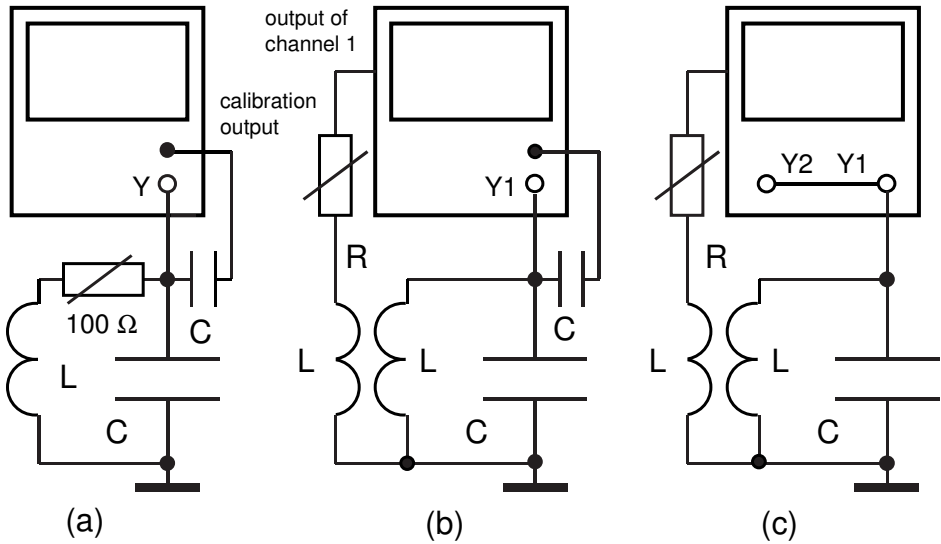 output of
channel 1
calibration
output
Y
100 Ω
C
L
C
(a)
Y1
R
C
L
L
C
(b)
Y2 Y1
R
L
L
C
(c)